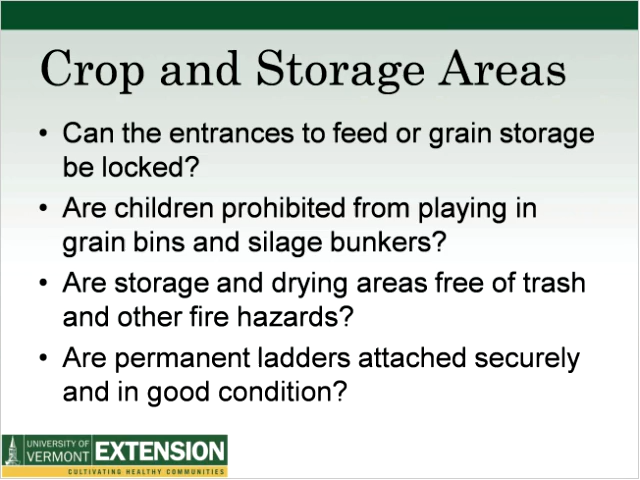 Crop and Storage Areas
• Can the entrances to feed or grain storage
be locked?
• Are children prohibited from playing in
grain bins and silage bunkers?
• Are storage and drying areas free of trash
and other fire hazards?
• Are permanent ladders attached securely
and in good condition?
UNIVERSITY OF
VERMONT EXTENSION
CULTIVATING HEALTHY COMMUNITIES